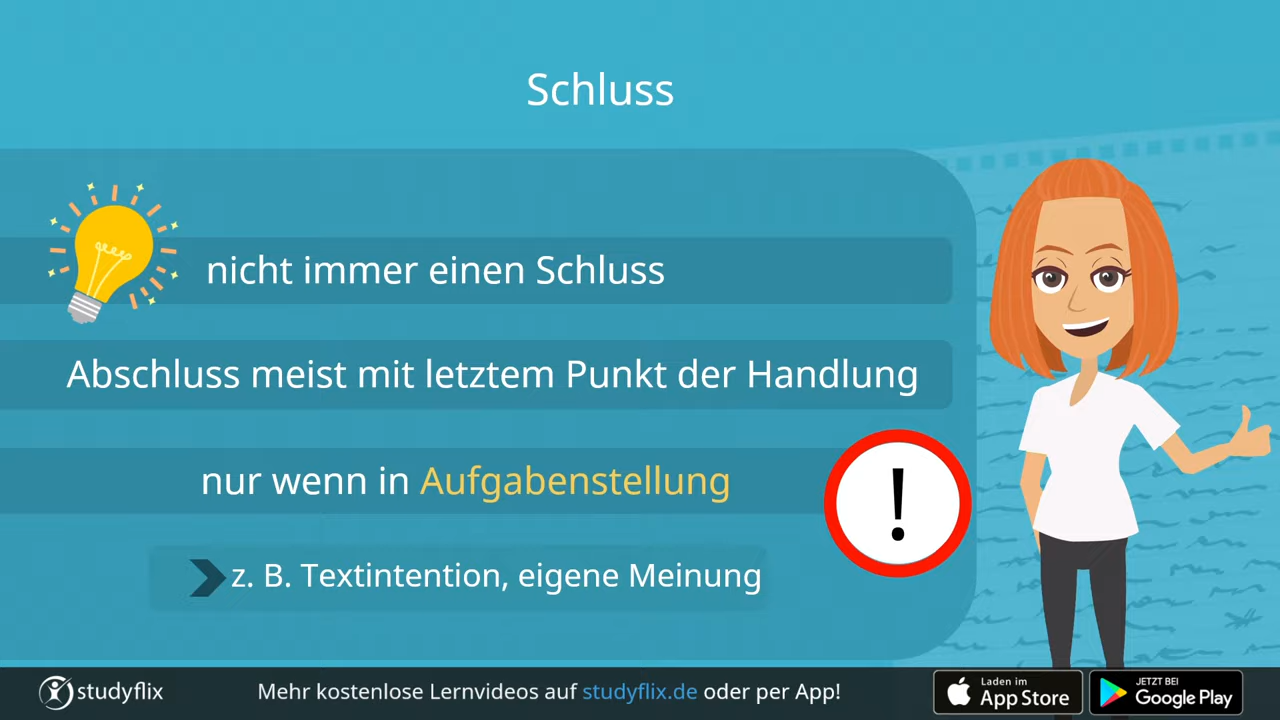 Schluss
nicht immer einen Schluss
Abschluss meist mit letztem Punkt der Handlung
nur wenn in Aufgabenstellung
!
z. B. Textintention, eigene Meinung
studyflix
Mehr kostenlose Lernvideos auf studyflix.de oder per App!
Laden im
App Store
JETZT BEI
Google Play